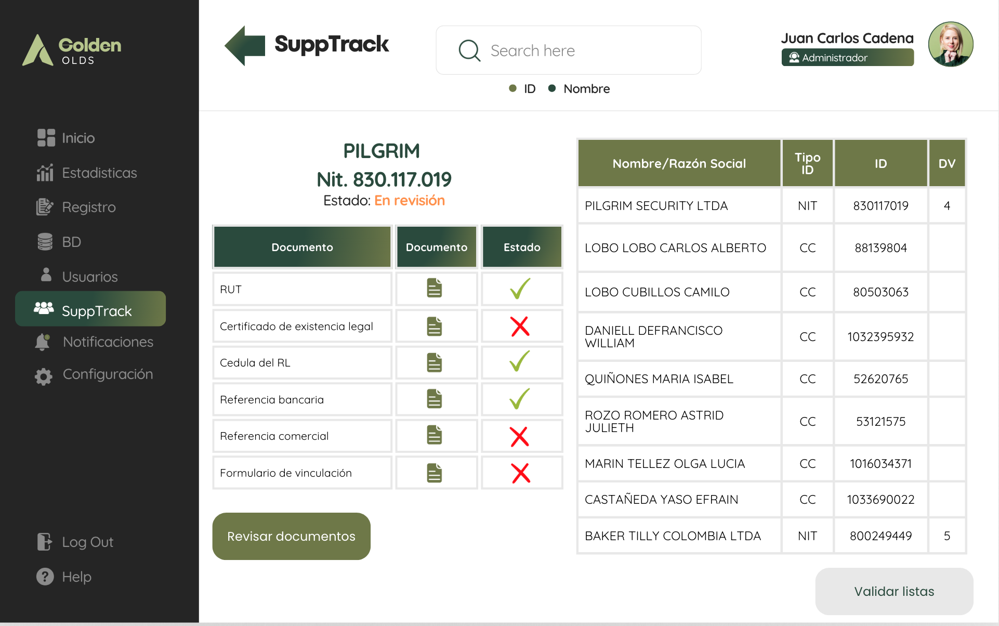 Golden
OLDS
Inicio
Estadisticas
Registro
BD
Usuarios
SuppTrack
Notificaciones
Configuración
Log Out
Help
SuppTrack
Search here
ID Nombre
Juan Carlos Cadena
Administrador
PILGRIM
Nit. 830.117.019
Estado: En revisión
Documento Documento Estado
RUT
Certificado de existencia legal
Cedula del RL
Referencia bancaria
Referencia comercial
Formulario de vinculación
Revisar documentos
Nombre/Razón Social Tipo ID ID DV
PILGRIM SECURITY LTDA NIT 830117019 4
LOBO LOBO CARLOS ALBERTO CC 88139804
LOBO CUBILLOS CAMILO CC 80503063
DANIELL DEFRANCISCO WILLIAM CC 1032395932
QUIÑONES MARIA ISABEL CC 52620765
ROZO ROMERO ASTRID JULIETH CC 53121575
MARIN TELLEZ OLGA LUCIA CC 1016034371
CASTAÑEDA YASO EFRAIN CC 1033690022
BAKER TILLY COLOMBIA LTDA NIT 800249449 5
Validar listas